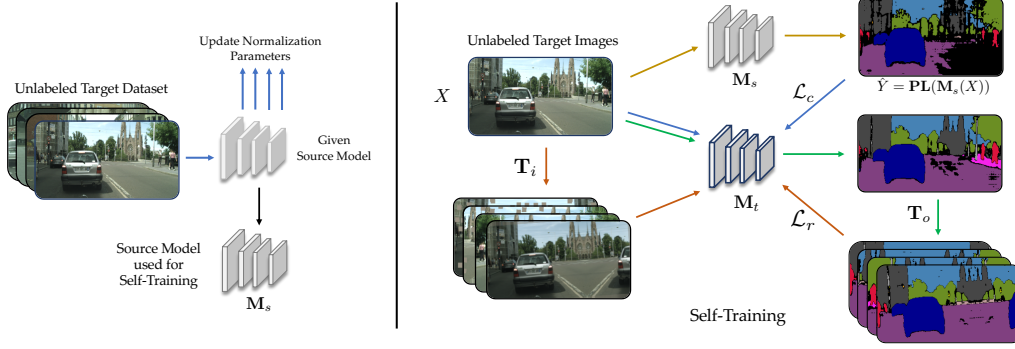 Update Normalization
Parameters
Unlabeled Target Dataset
Given
Source Model
Source Model
used for
Self-Training
M_s
Unlabeled Target Images
X
M_s
Ŷ = PL(M_s(X))
ℒ_c
T_i
M_t
ℒ_r
T_o
Self-Training